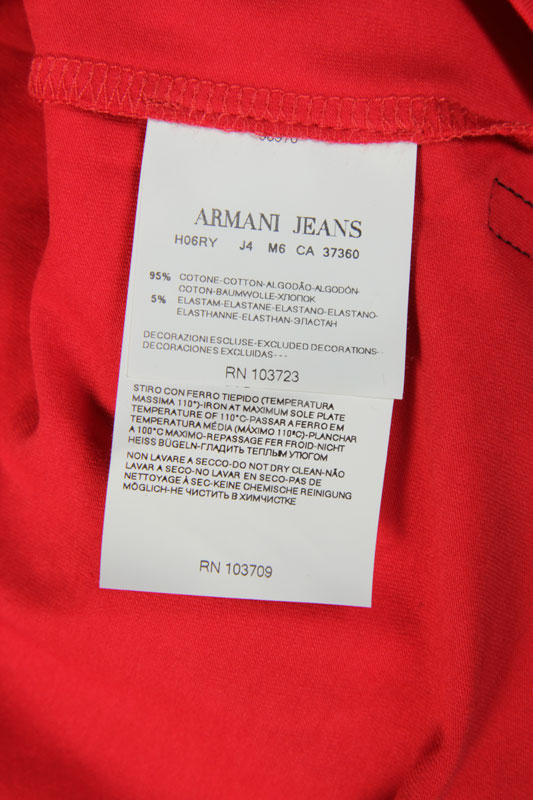 ARMANI JEANS
H06RY J4 M6 CA 37360
95% COTONE-COTTON-ALGODÃO-ALGODÓN-
COTON-BAUMWOLLE-ХЛОПОК
5% ELASTAM-ELASTANE-ELASTANO-ELASTANO-
ELASTHANNE-ELASTHAN-ЭЛАСТАН
DECORAZIONI ESCLUSE-EXCLUDED DECORATIONS-
DECORACIONES EXCLUIDAS---
RN 103723
STIRO CON FERRO TIEPIDO (TEMPERATURA
MASSIMA 110°)-IRON AT MAXIMUM SOLE PLATE
TEMPERATURE OF 110°C-PASSAR A FERRO EM
TEMPERATURA MÉDIA (MÁXIMO 110ºC)-PLANCHAR
A 100°C MAXIMO-REPASSAGE FER FROID-NICHT
HEISS BÜGELN-ГЛАДИТЬ ТЕПЛЫМ УТЮГОМ
NON LAVARE A SECCO-DO NOT DRY CLEAN-NÃO
LAVAR A SECO-NO LAVAR EN SECO-PAS DE
NETTOYAGE À SEC-KEINE CHEMISCHE REINIGUNG
MÖGLICH-НЕ ЧИСТИТЬ В ХИМЧИСТКЕ
RN 103709